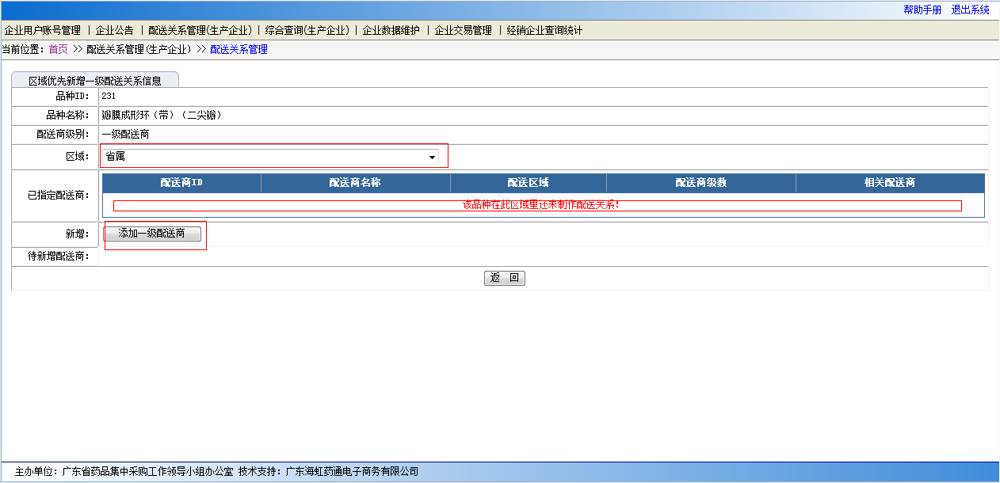 帮助手册 退出系统
企业用户账号管理 | 企业公告 | 配送关系管理(生产企业) | 综合查询(生产企业) | 企业数据维护 | 企业交易管理 | 经销企业查询统计
当前位置: 首页 >> 配送关系管理(生产企业) >> 配送关系管理
区域优先新增一级配送关系信息
品种ID: 231
品种名称: 瓣膜成形环（带）（二尖瓣）
配送商级别: 一级配送商
区域: 省属
已指定配送商: 配送商ID 配送商名称 配送区域 配送商级数 相关配送商
该品种在此区域里还未制作配送关系!
新增: 添加一级配送商
待新增配送商:
返 回
主办单位: 广东省药品集中采购工作领导小组办公室 技术支持: 广东海虹药通电子商务有限公司